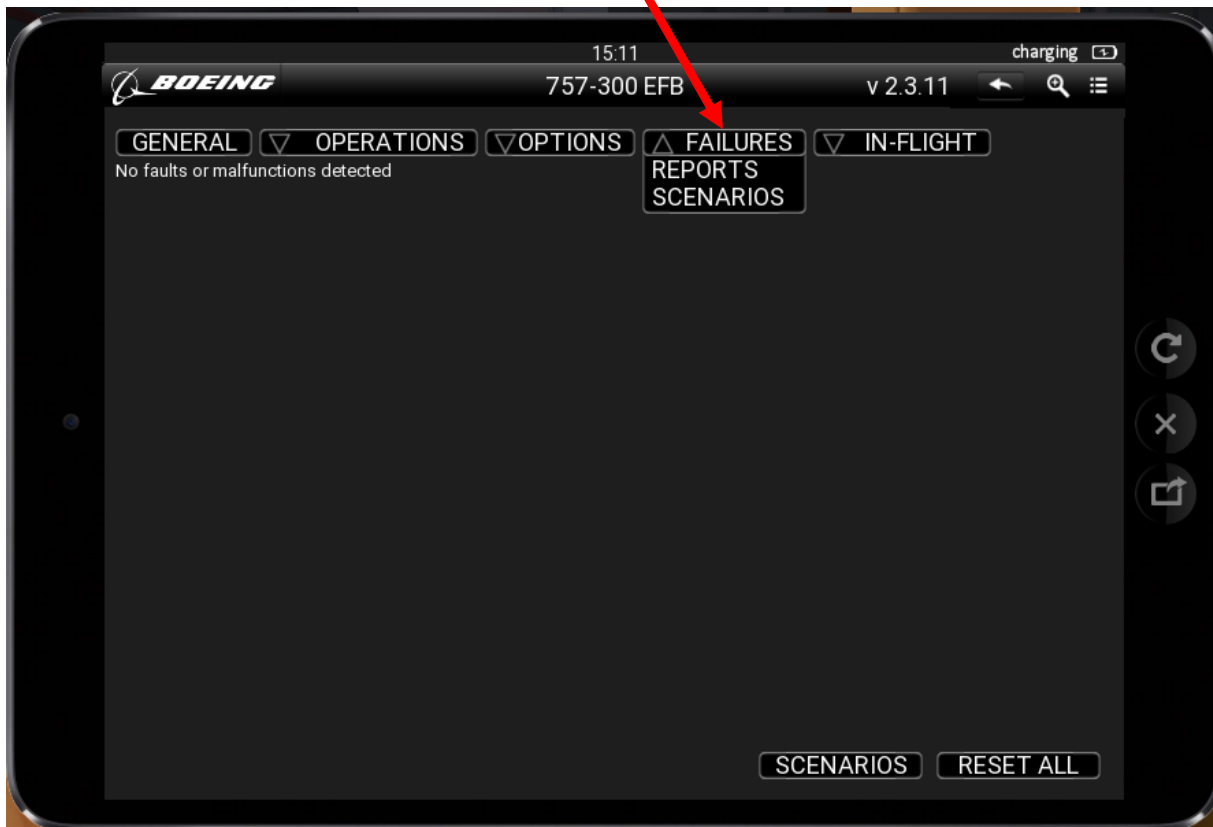 15:11 charging
BOEING 757-300 EFB v 2.3.11
GENERAL OPERATIONS OPTIONS FAILURES IN-FLIGHT
No faults or malfunctions detected REPORTS
SCENARIOS
SCENARIOS RESET ALL